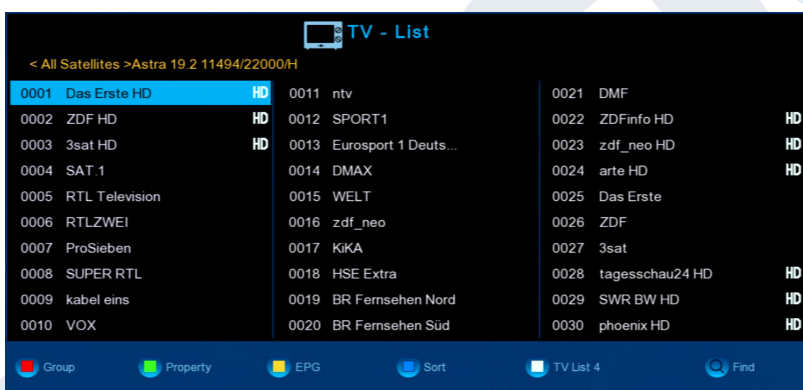 TV - List
< All Satellites >Astra 19.2 11494/22000/H
0001 Das Erste HD HD
0002 ZDF HD HD
0003 3sat HD HD
0004 SAT.1
0005 RTL Television
0006 RTLZWEI
0007 ProSieben
0008 SUPER RTL
0009 kabel eins
0010 VOX
0011 ntv
0012 SPORT1
0013 Eurosport 1 Deuts...
0014 DMAX
0015 WELT
0016 zdf_neo
0017 KiKA
0018 HSE Extra
0019 BR Fernsehen Nord
0020 BR Fernsehen Süd
0021 DMF
0022 ZDFinfo HD HD
0023 zdf_neo HD HD
0024 arte HD HD
0025 Das Erste
0026 ZDF
0027 3sat
0028 tagesschau24 HD HD
0029 SWR BW HD HD
0030 phoenix HD HD
Group Property EPG Sort TV List 4 Find